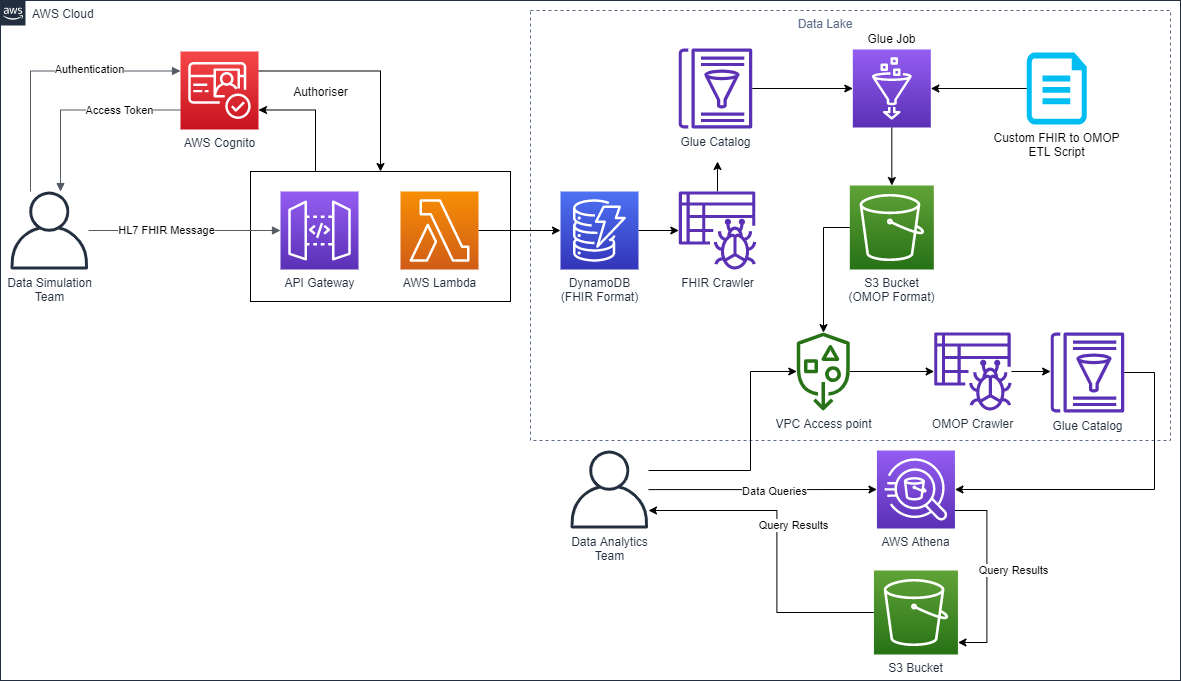 aws
AWS Cloud
Data Lake
Glue Job
Authentication
Authoriser
Access Token
AWS Cognito
Glue Catalog
Custom FHIR to OMOP
ETL Script
HL7 FHIR Message
Data Simulation
Team
API Gateway
AWS Lambda
DynamoDB
(FHIR Format)
FHIR Crawler
S3 Bucket
(OMOP Format)
VPC Access point
OMOP Crawler
Glue Catalog
Data Queries
Query Results
Data Analytics
Team
AWS Athena
Query Results
S3 Bucket